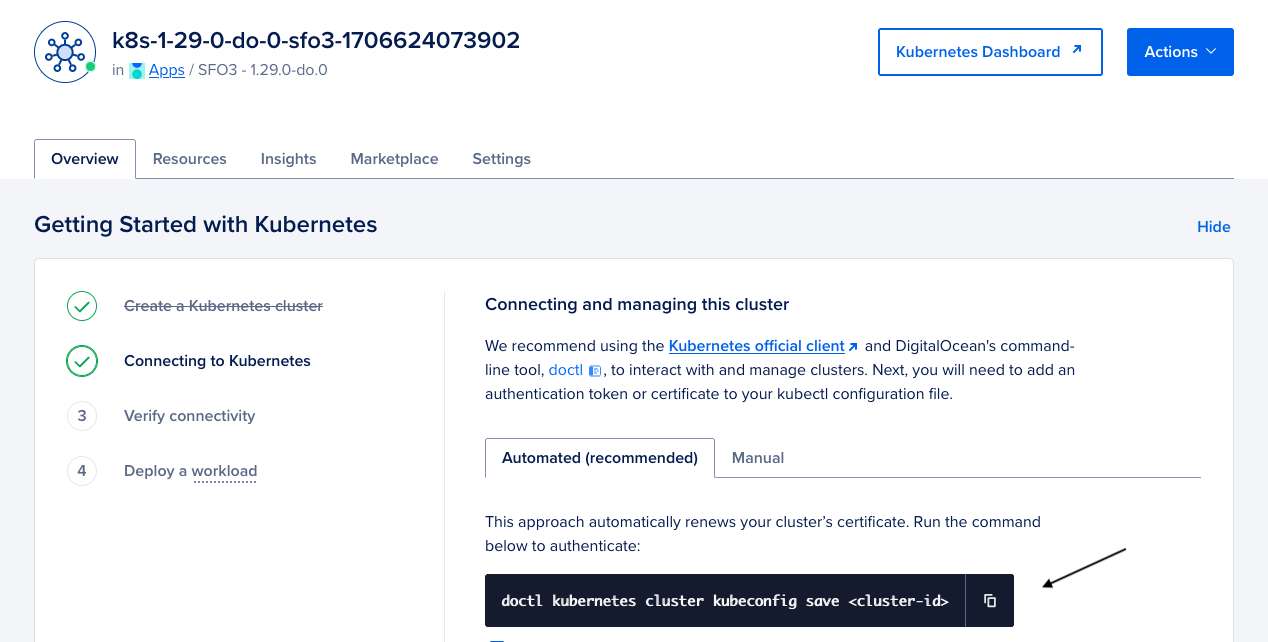 k8s-1-29-0-do-0-sfo3-1706624073902
in Apps / SFO3 - 1.29.0-do.0
Kubernetes Dashboard
Actions
Overview Resources Insights Marketplace Settings
Getting Started with Kubernetes
Hide
Create a Kubernetes cluster
Connecting to Kubernetes
3 Verify connectivity
4 Deploy a workload
Connecting and managing this cluster
We recommend using the Kubernetes official client and DigitalOcean's command-
line tool, doctl, to interact with and manage clusters. Next, you will need to add an
authentication token or certificate to your kubectl configuration file.
Automated (recommended) Manual
This approach automatically renews your cluster’s certificate. Run the command
below to authenticate:
doctl kubernetes cluster kubeconfig save <cluster-id>